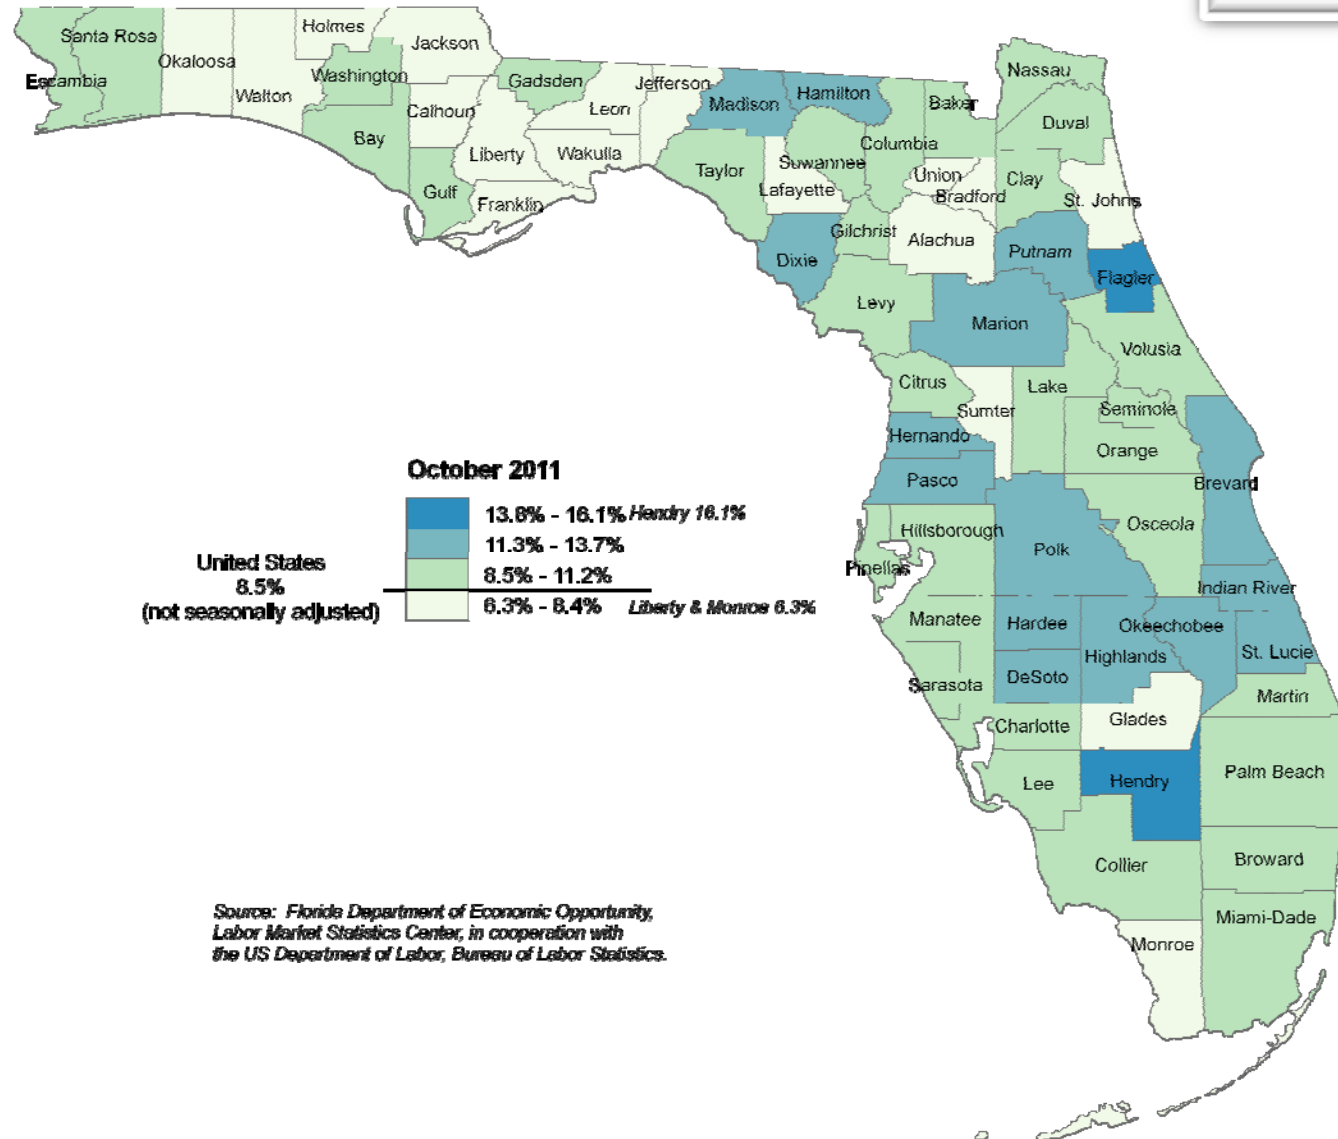 Holmes
Santa Rosa
Jackson
Okaloosa
Escambia
Washington
Walton
Gadsden
Jefferson
Calhoun
Leon
Madison
Hamilton
Baker
Nassau
Bay
Duval
Liberty
Wakulla
Taylor
Suwannee
Columbia
Union
Clay
Gulf
Franklin
Lafayette
Bradford
St. Johns
Gilchrist
Alachua
Dixie
Putnam
Flagler
Levy
Marion
Volusia
Citrus
Lake
Sumter
Seminole
Hernando
Orange
Pasco
Brevard
Hillsborough
Osceola
Polk
Pinellas
Indian River
Manatee
Hardee
Okeechobee
Highlands
St. Lucie
Sarasota
DeSoto
Martin
Charlotte
Glades
Lee
Hendry
Palm Beach
Collier
Broward
Miami-Dade
Monroe
October 2011
13.8% - 16.1% Hendry 16.1%
11.3% - 13.7%
8.5% - 11.2%
6.3% - 8.4% Liberty & Monroe 6.3%
United States
8.5%
(not seasonally adjusted)
Source: Florida Department of Economic Opportunity,
Labor Market Statistics Center, in cooperation with
the US Department of Labor, Bureau of Labor Statistics.